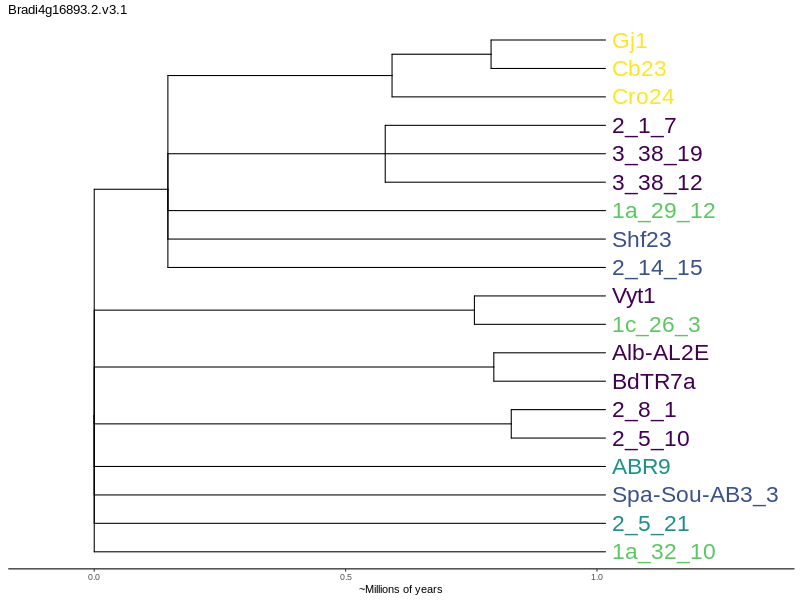 Bradi4g16893.2.v3.1
Gj1
Cb23
Cro24
2_1_7
3_38_19
3_38_12
1a_29_12
Shf23
2_14_15
Vyt1
1c_26_3
Alb-AL2E
BdTR7a
2_8_1
2_5_10
ABR9
Spa-Sou-AB3_3
2_5_21
1a_32_10
0.0 0.5 1.0
~Millions of years